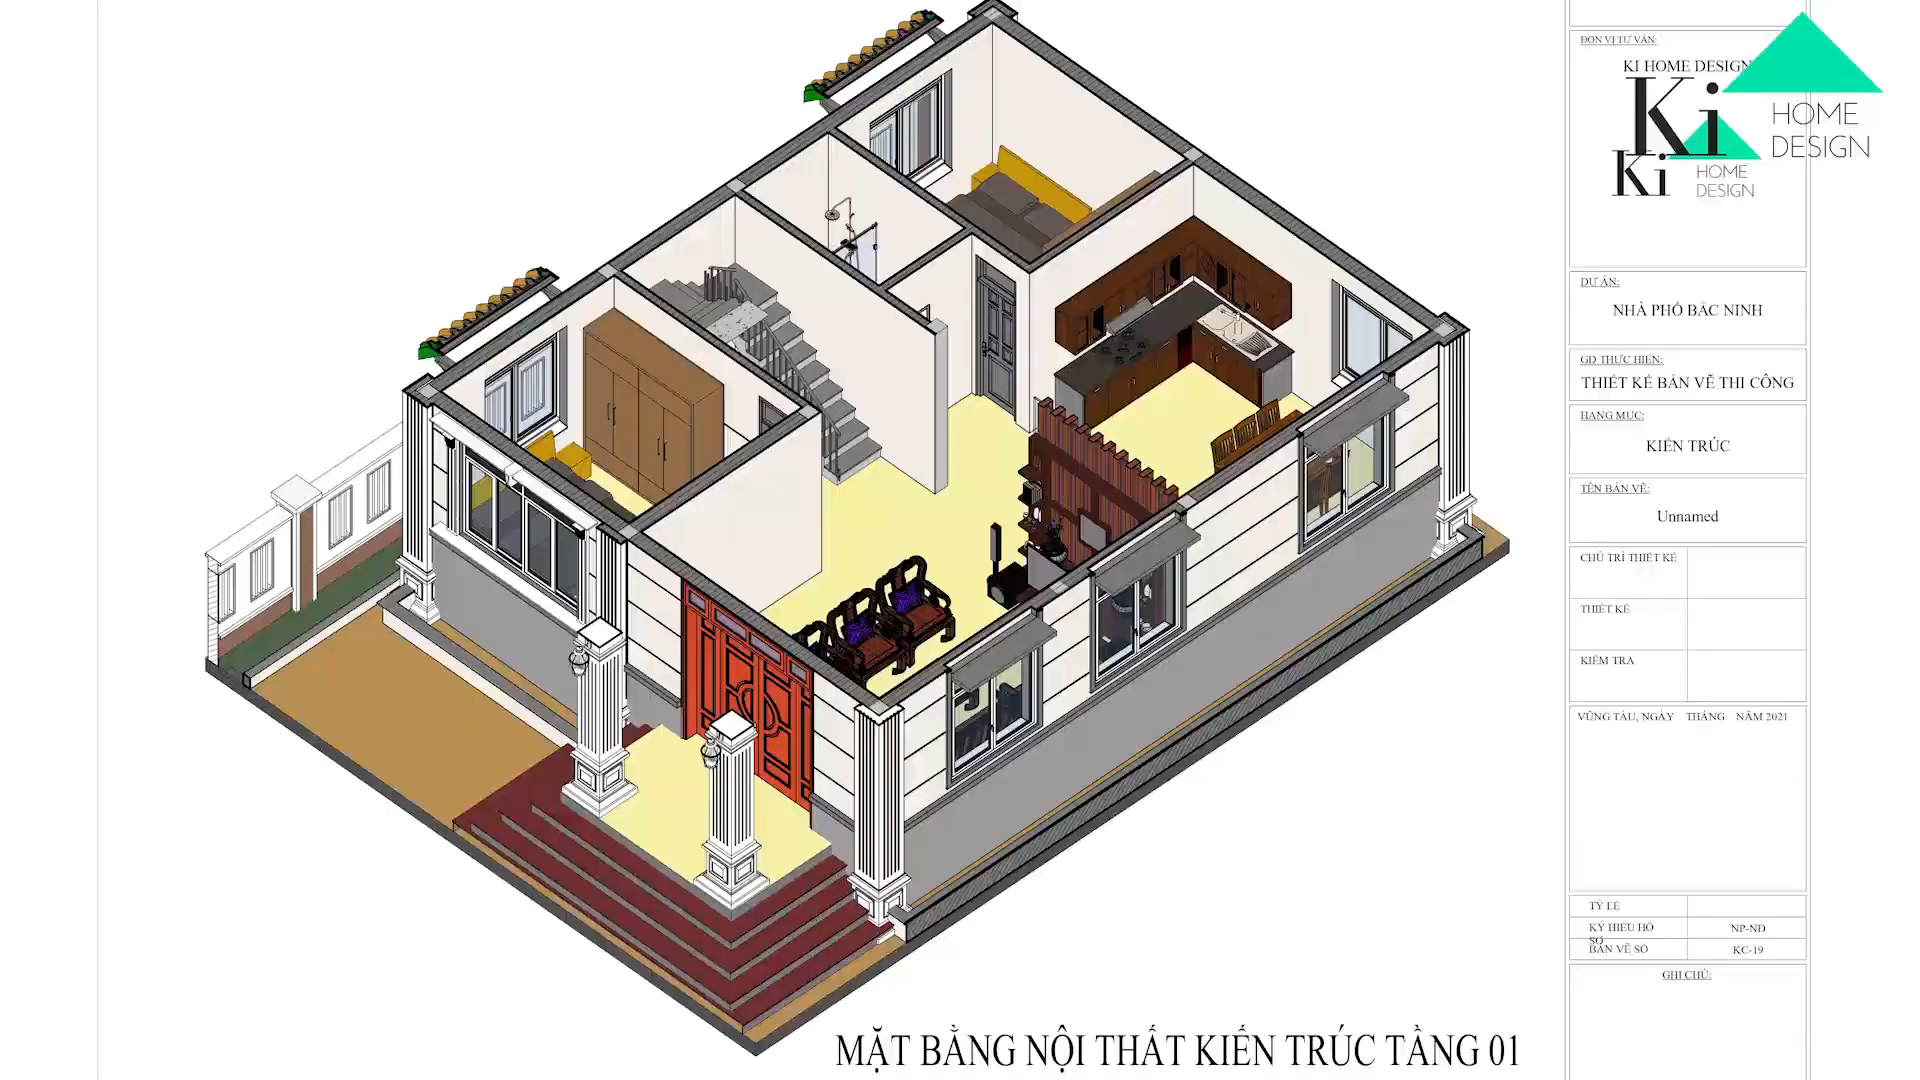 ĐƠN VỊ TƯ VẤN:
KI HOME DESIGN
Ki HOME
DESIGN
Ki HOME
DESIGN
DỰ ÁN:
NHÀ PHỐ BẮC NINH
GĐ THỰC HIỆN:
THIẾT KẾ BẢN VẼ THI CÔNG
HẠNG MỤC:
KIẾN TRÚC
TÊN BẢN VẼ:
Unnamed
CHỦ TRÌ THIẾT KẾ
THIẾT KẾ
KIỂM TRA
VŨNG TÀU, NGÀY THÁNG NĂM 2021
TỶ LỆ
KÝ HIỆU HỒ SƠ NP-NĐ
BẢN VẼ SỐ KC-19
GHI CHÚ:
MẶT BẰNG NỘI THẤT KIẾN TRÚC TẦNG 01